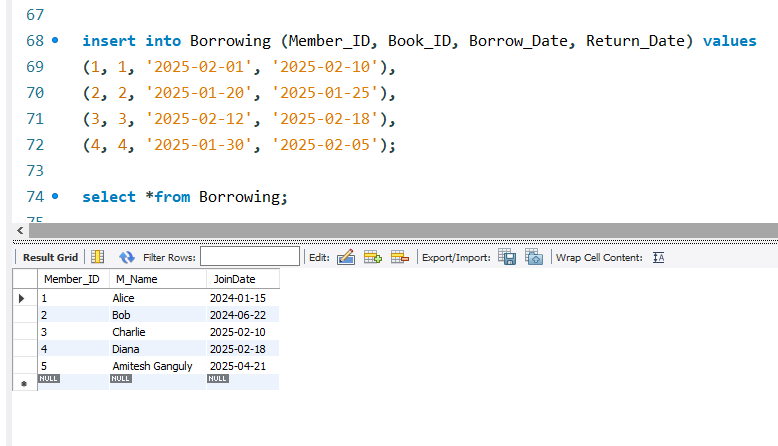 67
68 insert into Borrowing (Member_ID, Book_ID, Borrow_Date, Return_Date) values
69 (1, 1, '2025-02-01', '2025-02-10'),
70 (2, 2, '2025-01-20', '2025-01-25'),
71 (3, 3, '2025-02-12', '2025-02-18'),
72 (4, 4, '2025-01-30', '2025-02-05');
73
74 select *from Borrowing;
75
Result Grid Filter Rows: Edit: Export/Import: Wrap Cell Content: IA
Member_ID M_Name JoinDate
1 Alice 2024-01-15
2 Bob 2024-06-22
3 Charlie 2025-02-10
4 Diana 2025-02-18
5 Amitesh Ganguly 2025-04-21
NULL NULL NULL